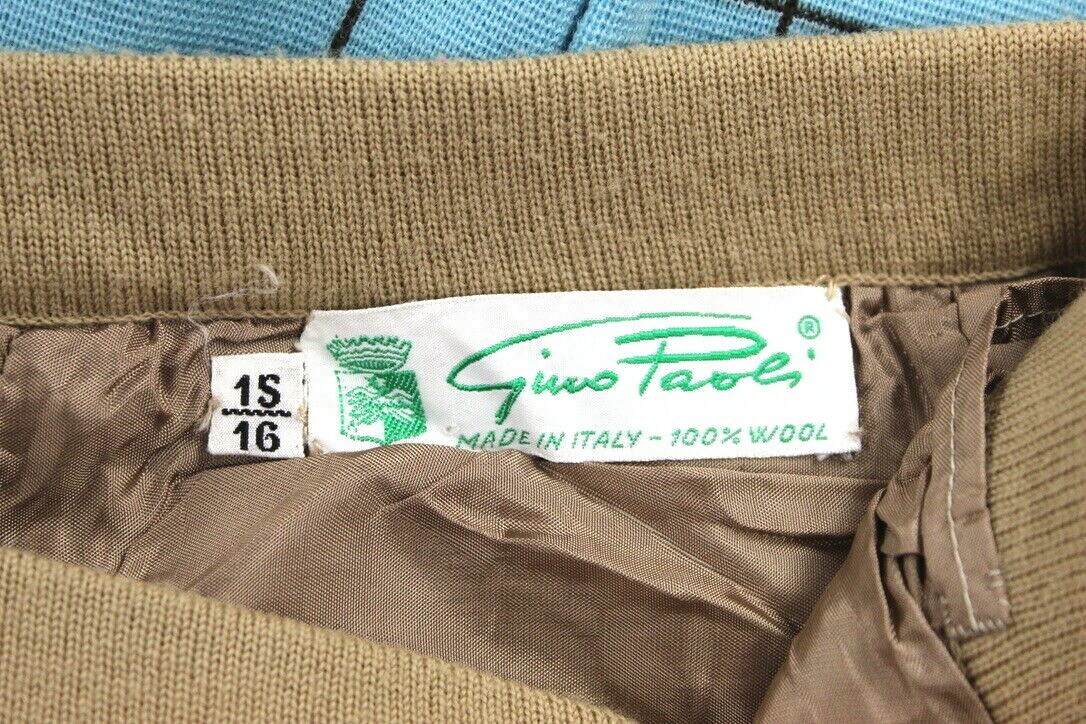 1S
16
Gino Paoli ®
MADE IN ITALY - 100% WOOL